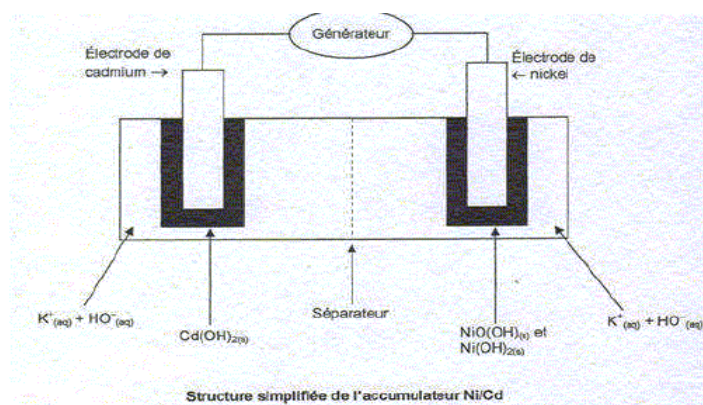 Générateur
Électrode de
cadmium →
Électrode de
← nickel
K⁺(aq) + HO⁻(aq)
Cd(OH)₂(s)
Séparateur
NiO(OH)(s) et
Ni(OH)₂(s)
K⁺(aq) + HO⁻(aq)
Structure simplifiée de l'accumulateur Ni/Cd